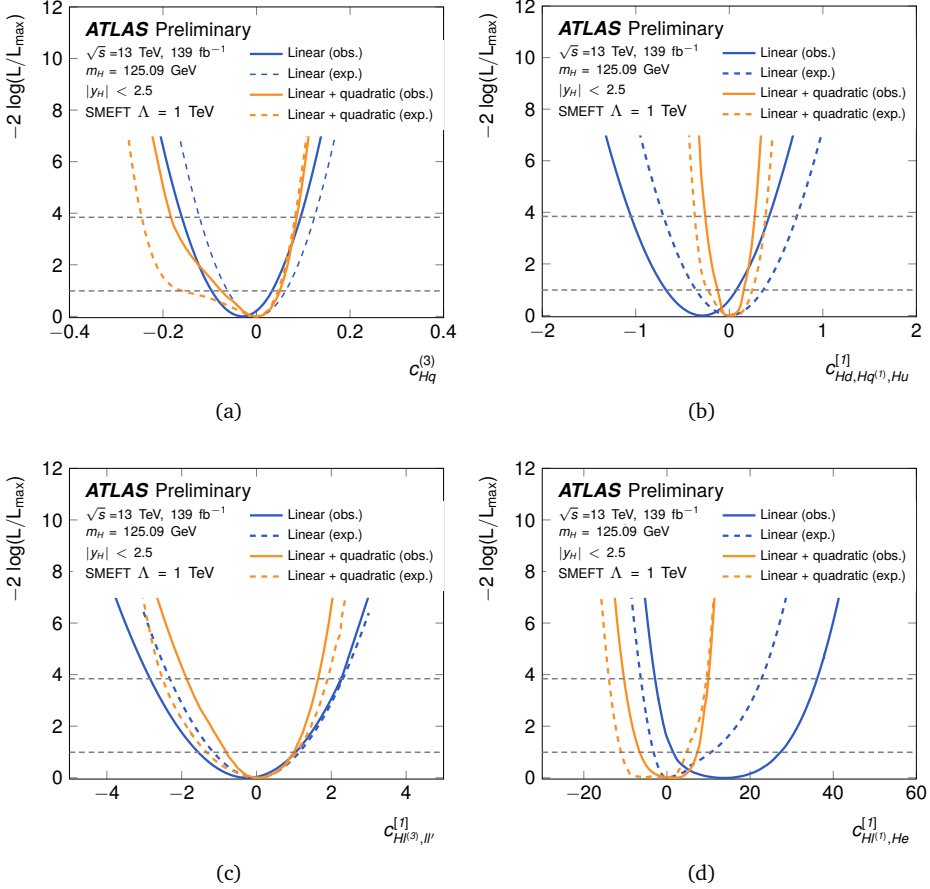 ATLAS Preliminary
√s =13 TeV, 139 fb⁻¹
m_H = 125.09 GeV
|y_H| < 2.5
SMEFT Λ = 1 TeV
Linear (obs.)
Linear (exp.)
Linear + quadratic (obs.)
Linear + quadratic (exp.)
−2 log(L/L_max)
12
10
8
6
4
2
0
−0.4 −0.2 0 0.2 0.4
c_{Hq}^{(3)}
(a)
ATLAS Preliminary
√s =13 TeV, 139 fb⁻¹
m_H = 125.09 GeV
|y_H| < 2.5
SMEFT Λ = 1 TeV
Linear (obs.)
Linear (exp.)
Linear + quadratic (obs.)
Linear + quadratic (exp.)
−2 log(L/L_max)
12
10
8
6
4
2
0
−2 −1 0 1 2
c_{Hd,Hq^{(1)},Hu}^{[1]}
(b)
ATLAS Preliminary
√s =13 TeV, 139 fb⁻¹
m_H = 125.09 GeV
|y_H| < 2.5
SMEFT Λ = 1 TeV
Linear (obs.)
Linear (exp.)
Linear + quadratic (obs.)
Linear + quadratic (exp.)
−2 log(L/L_max)
12
10
8
6
4
2
0
−4 −2 0 2 4
c_{Hl^{(3)},ll′}^{[1]}
(c)
ATLAS Preliminary
√s =13 TeV, 139 fb⁻¹
m_H = 125.09 GeV
|y_H| < 2.5
SMEFT Λ = 1 TeV
Linear (obs.)
Linear (exp.)
Linear + quadratic (obs.)
Linear + quadratic (exp.)
−2 log(L/L_max)
12
10
8
6
4
2
0
−20 0 20 40 60
c_{Hl^{(1)},He}^{[1]}
(d)